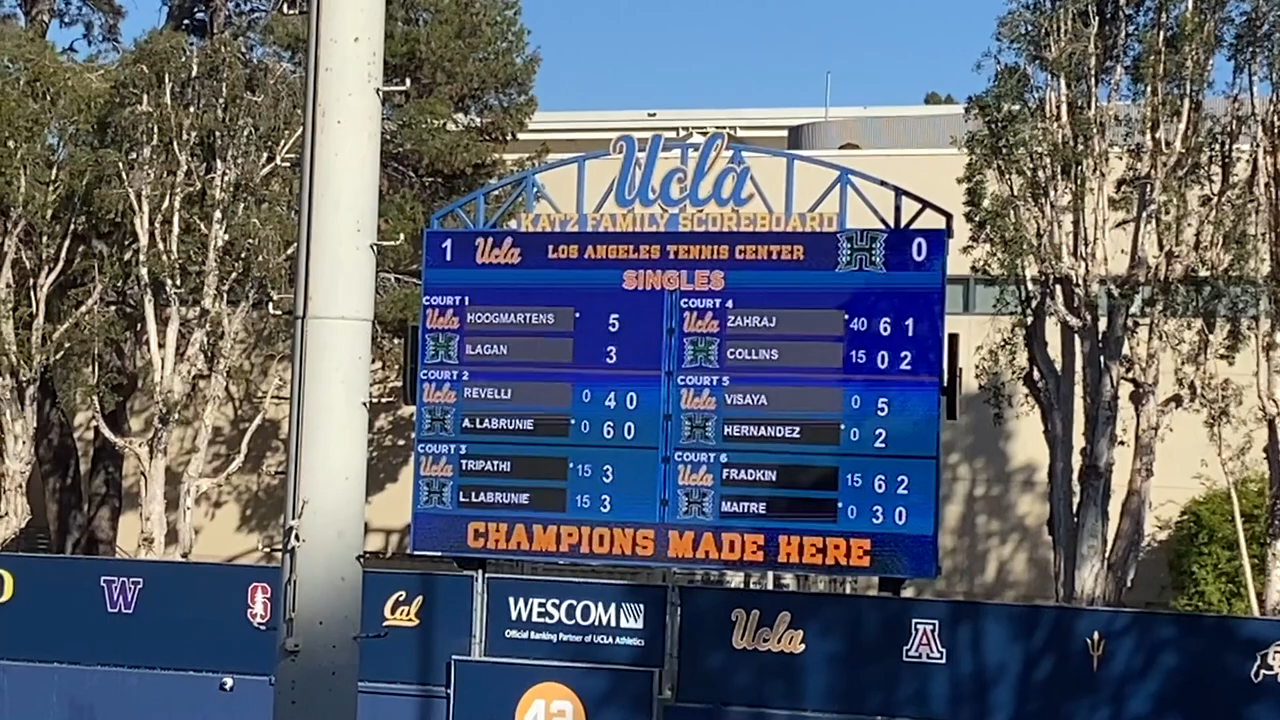 Ucla
KATZ FAMILY SCOREBOARD
1 Ucla LOS ANGELES TENNIS CENTER H 0
SINGLES
COURT 1
Ucla HOOGMARTENS • 5
H ILAGAN 3
COURT 2
Ucla REVELLI 0 4 0
H A. LABRUNIE • 0 6 0
COURT 3
Ucla TRIPATHI • 15 3
H L. LABRUNIE 15 3
COURT 4
Ucla ZAHRAJ • 40 6 1
H COLLINS 15 0 2
COURT 5
Ucla VISAYA 0 5
H HERNANDEZ • 0 2
COURT 6
Ucla FRADKIN 15 6 2
H MAITRE • 0 3 0
CHAMPIONS MADE HERE
O W S Cal
WESCOM
Official Banking Partner of UCLA Athletics
Ucla A CU
42